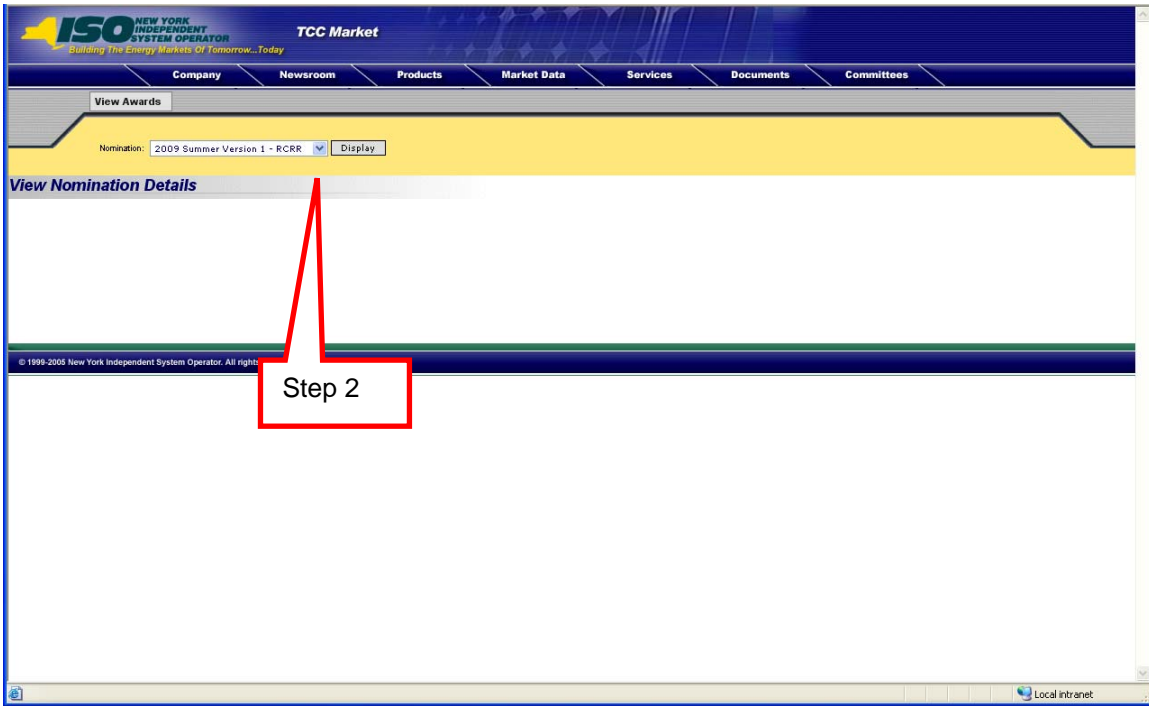 NEW YORK
ISO INDEPENDENT
SYSTEM OPERATOR
Building The Energy Markets Of Tomorrow...Today
TCC Market
Company Newsroom Products Market Data Services Documents Committees
View Awards
Nomination: 2009 Summer Version 1 - RCRR Display
View Nomination Details
© 1999-2005 New York Independent System Operator. All rights
Step 2
Local intranet